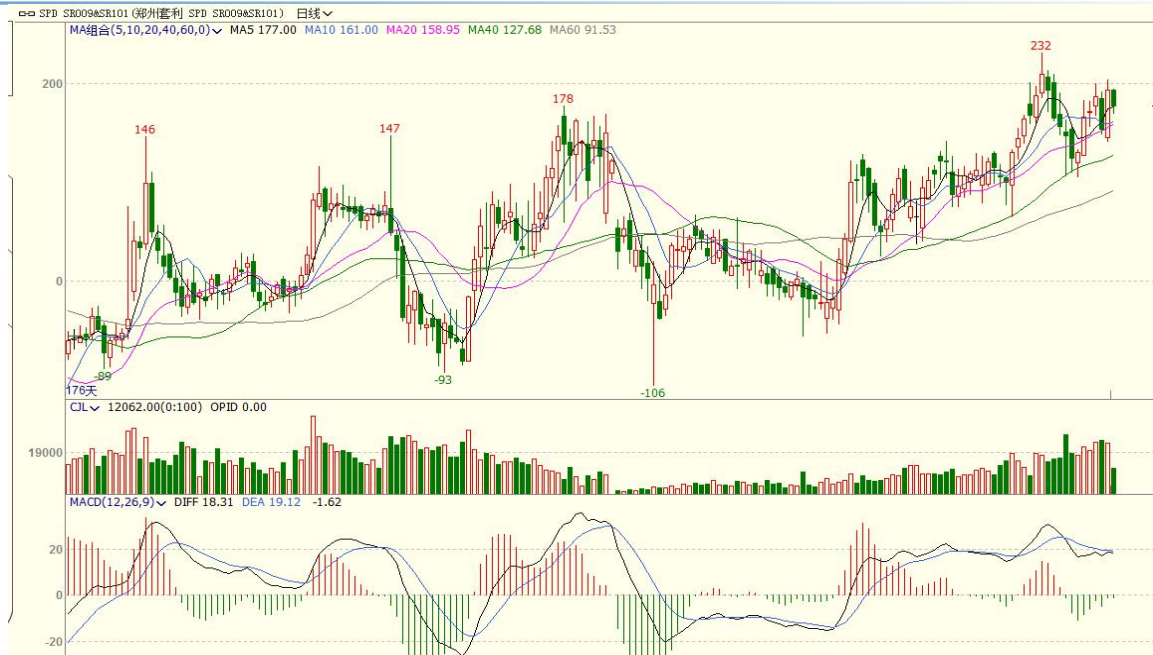 SPD SR009&SR101 (郑州套利 SPD SR009&SR101) 日线
MA组合(5,10,20,40,60,0) MA5 177.00 MA10 161.00 MA20 158.95 MA40 127.68 MA60 91.53
232
200
178
146
147
0
-89
-93
-106
176天
CJL 12062.00(0:100) OPID 0.00
19000
MACD(12,26,9) DIFF 18.31 DEA 19.12 -1.62
20
0
-20